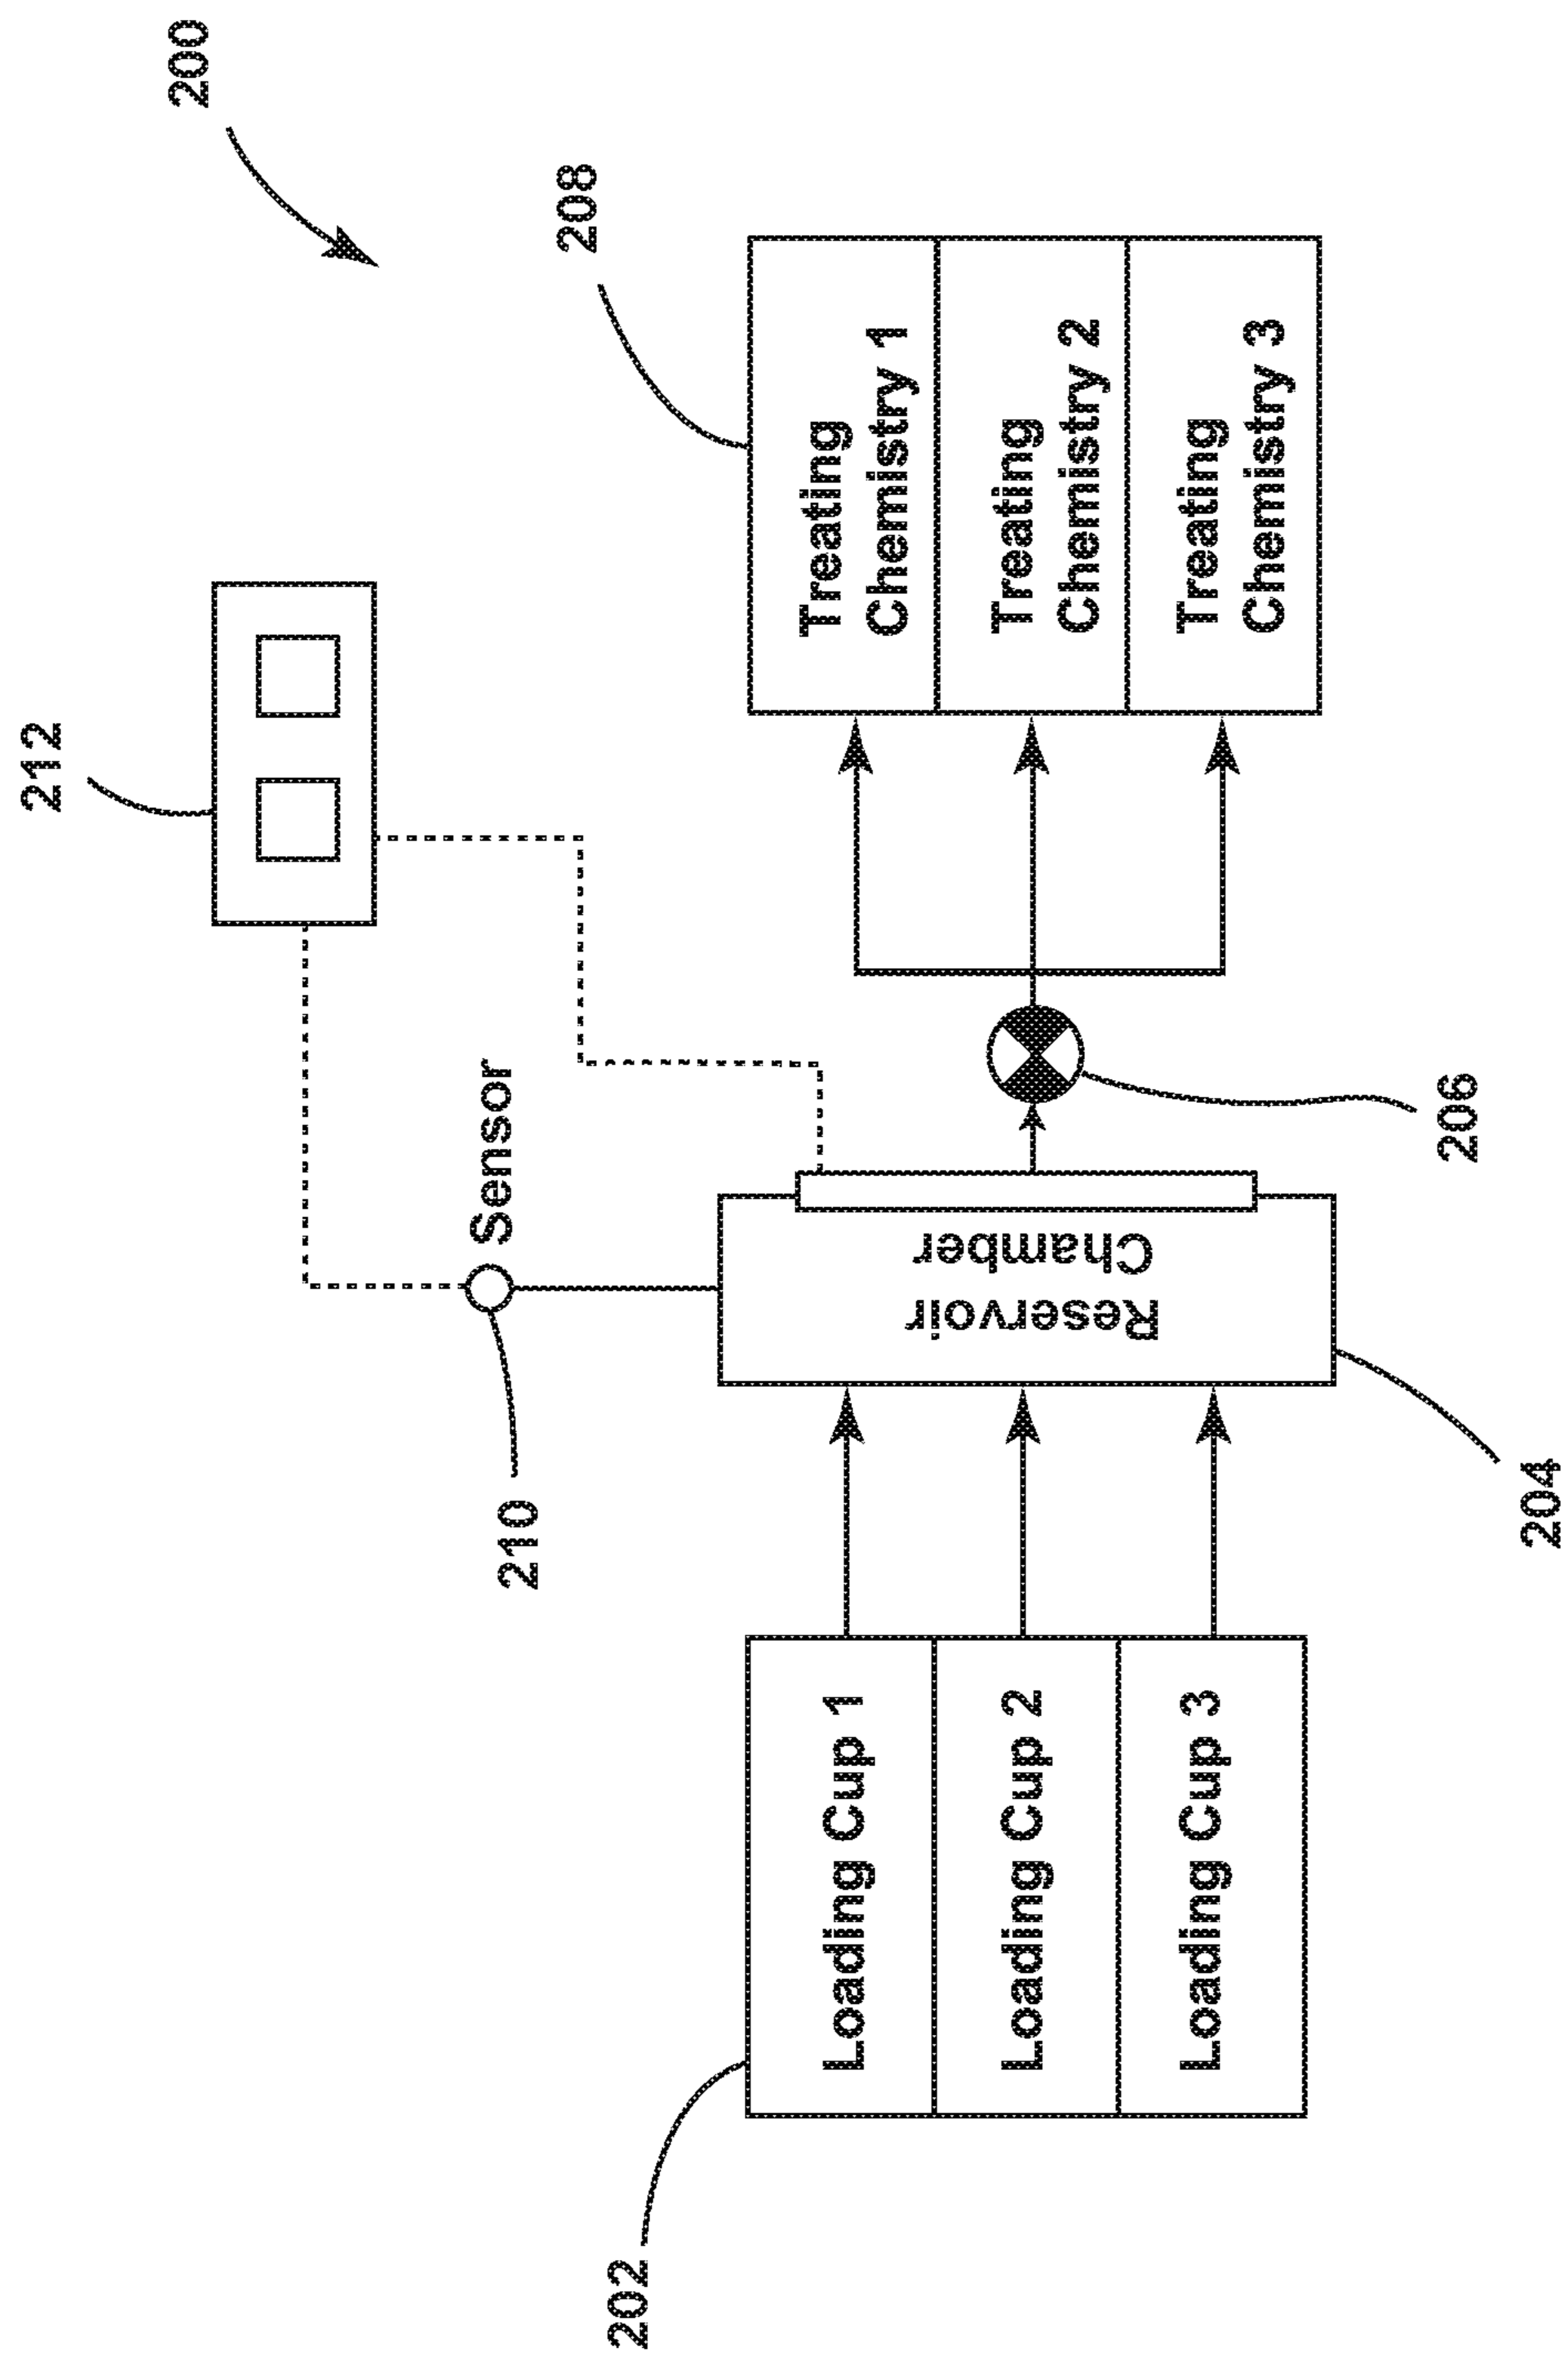 200
212
208
Treating
Chemistry 1
Treating
Chemistry 2
Treating
Chemistry 3
Sensor
210
206
Reservoir
Chamber
204
Loading Cup 1
Loading Cup 2
Loading Cup 3
202